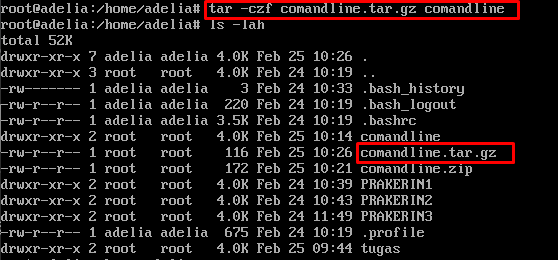 root@adelia:/home/adelia# tar -czf comandline.tar.gz comandline
root@adelia:/home/adelia# ls -lah
total 52K
drwxr-xr-x 7 adelia adelia 4.0K Feb 25 10:26 .
drwxr-xr-x 3 root   root   4.0K Feb 24 10:19 ..
-rw------- 1 adelia adelia    3 Feb 24 10:33 .bash_history
-rw-r--r-- 1 adelia adelia  220 Feb 24 10:19 .bash_logout
-rw-r--r-- 1 adelia adelia 3.5K Feb 24 10:19 .bashrc
drwxr-xr-x 2 root   root   4.0K Feb 25 10:14 comandline
-rw-r--r-- 1 root   root    116 Feb 25 10:26 comandline.tar.gz
-rw-r--r-- 1 root   root    172 Feb 25 10:21 comandline.zip
drwxr-xr-x 2 root   root   4.0K Feb 24 10:39 PRAKERIN1
drwxr-xr-x 2 root   root   4.0K Feb 24 10:43 PRAKERIN2
drwxr-xr-x 2 root   root   4.0K Feb 24 11:49 PRAKERIN3
-rw-r--r-- 1 adelia adelia  675 Feb 24 10:19 .profile
drwxr-xr-x 2 root   root   4.0K Feb 25 09:44 tugas